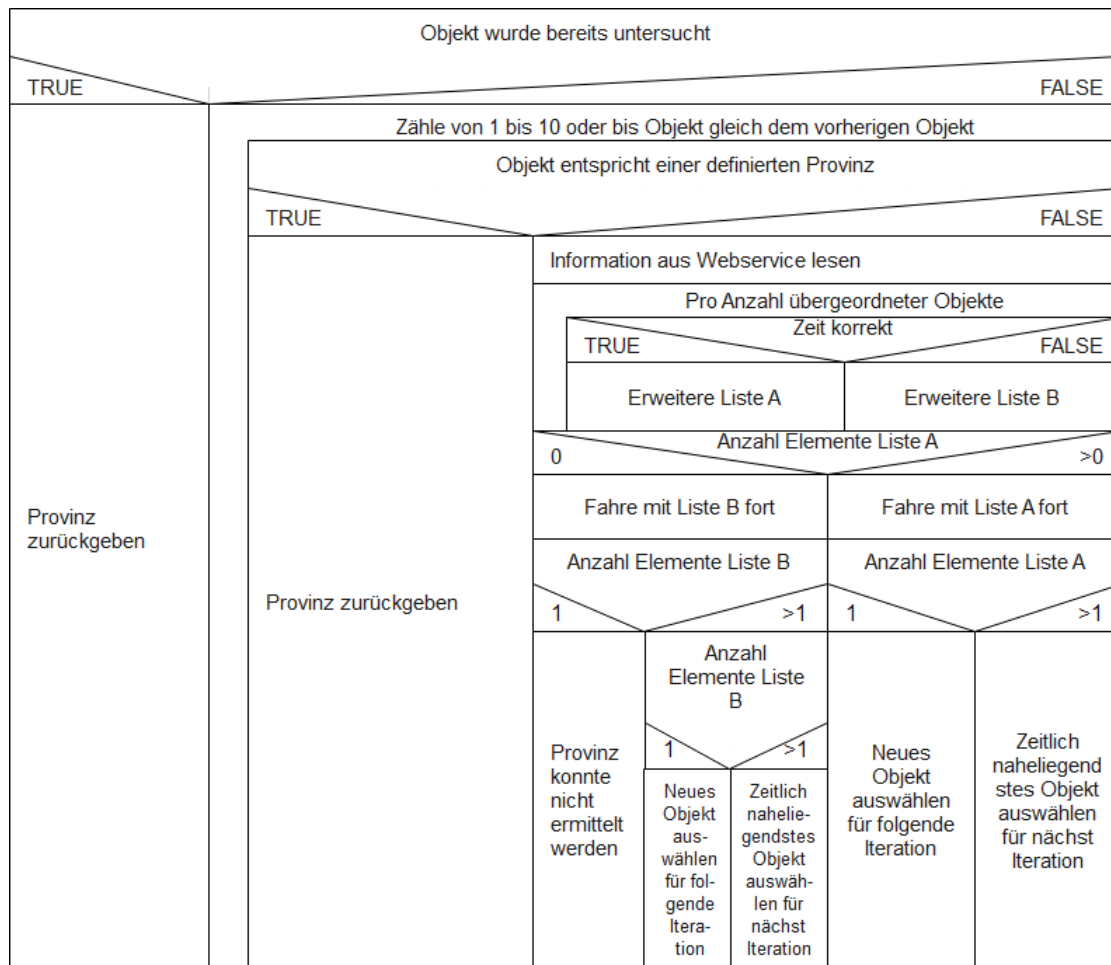 Objekt wurde bereits untersucht
TRUE
FALSE
Zähle von 1 bis 10 oder bis Objekt gleich dem vorherigen Objekt
Objekt entspricht einer definierten Provinz
TRUE
FALSE
Information aus Webservice lesen
Pro Anzahl übergeordneter Objekte
Zeit korrekt
TRUE
FALSE
Erweitere Liste A
Erweitere Liste B
Anzahl Elemente Liste A
0
>0
Fahre mit Liste B fort
Fahre mit Liste A fort
Provinz
zurückgeben
Anzahl Elemente Liste B
Anzahl Elemente Liste A
Provinz zurückgeben
1
>1
1
>1
Anzahl
Elemente Liste
B
1
>1
Provinz
konnte
nicht
ermittelt
werden
Neues
Objekt
aus-
wählen
für fol-
gende
Itera-
tion
Zeitlich
nahelie-
gendstes
Objekt
auswäh-
len für
nächst
Iteration
Neues
Objekt
auswählen
für folgende
Iteration
Zeitlich
naheliegend
stes Objekt
auswählen
für nächst
Iteration